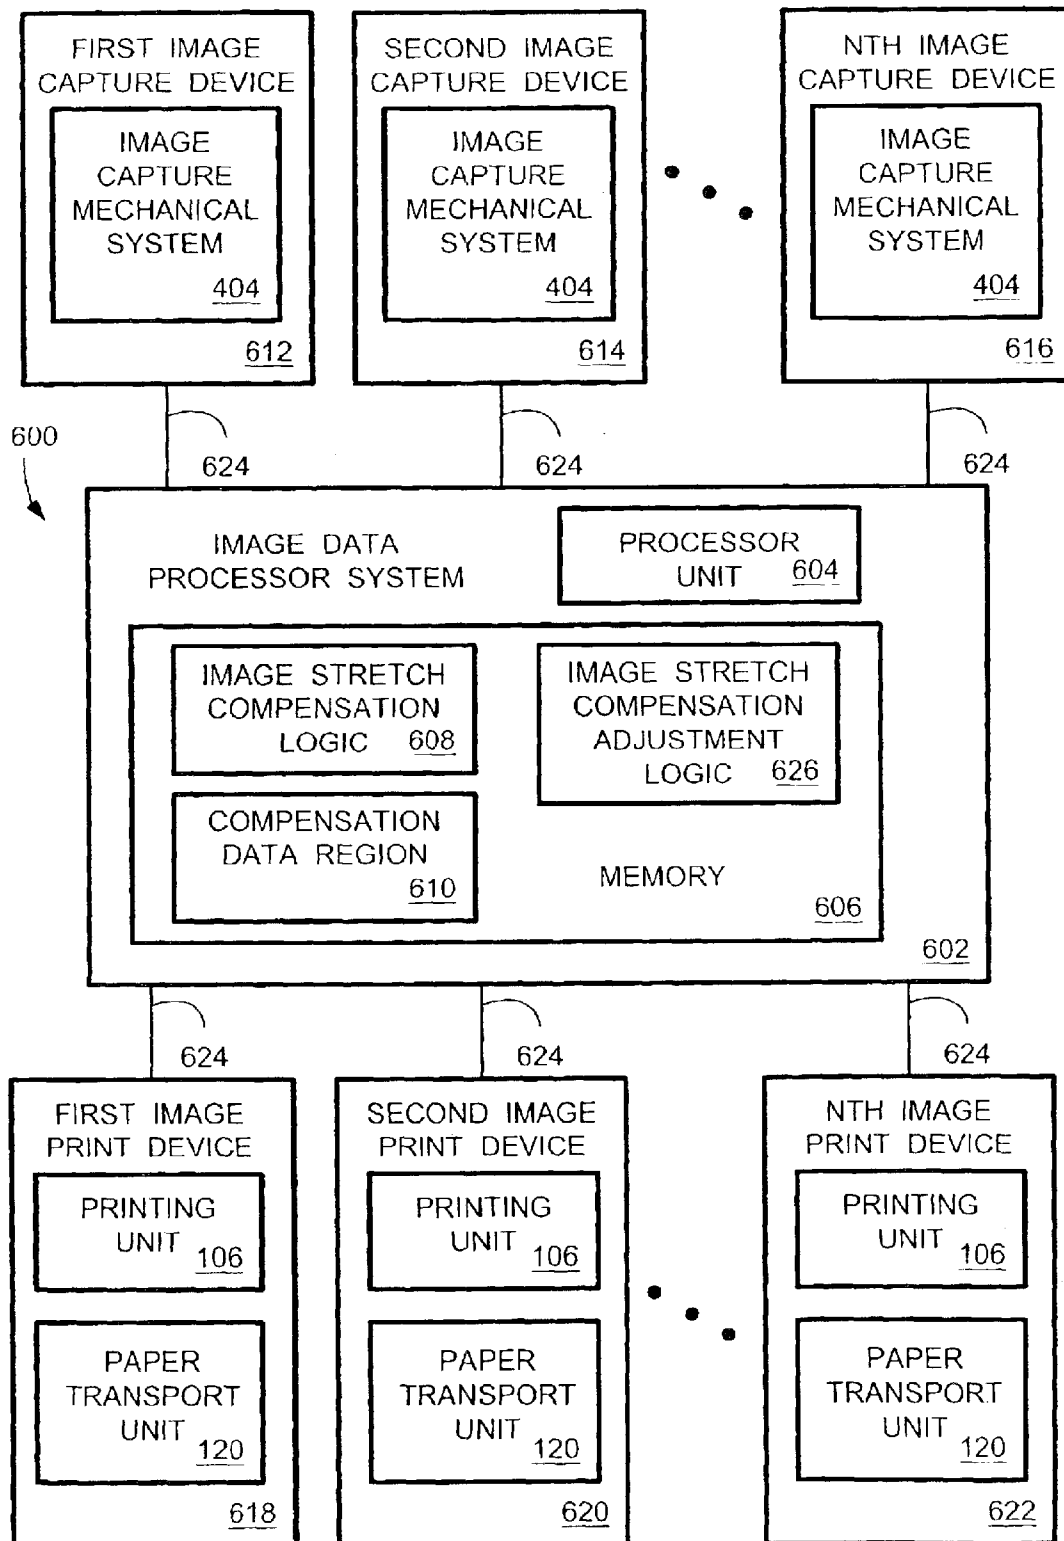 FIRST IMAGE
CAPTURE DEVICE
IMAGE
CAPTURE
MECHANICAL
SYSTEM
404
612
SECOND IMAGE
CAPTURE DEVICE
IMAGE
CAPTURE
MECHANICAL
SYSTEM
404
614
NTH IMAGE
CAPTURE DEVICE
IMAGE
CAPTURE
MECHANICAL
SYSTEM
404
616
600
624
624
624
IMAGE DATA
PROCESSOR SYSTEM
PROCESSOR
UNIT 604
IMAGE STRETCH
COMPENSATION
LOGIC 608
IMAGE STRETCH
COMPENSATION
ADJUSTMENT
LOGIC 626
COMPENSATION
DATA REGION
610
MEMORY
606
602
624
624
624
FIRST IMAGE
PRINT DEVICE
PRINTING
UNIT 106
PAPER
TRANSPORT
UNIT
120
618
SECOND IMAGE
PRINT DEVICE
PRINTING
UNIT 106
PAPER
TRANSPORT
UNIT
120
620
NTH IMAGE
PRINT DEVICE
PRINTING
UNIT 106
PAPER
TRANSPORT
UNIT
120
622